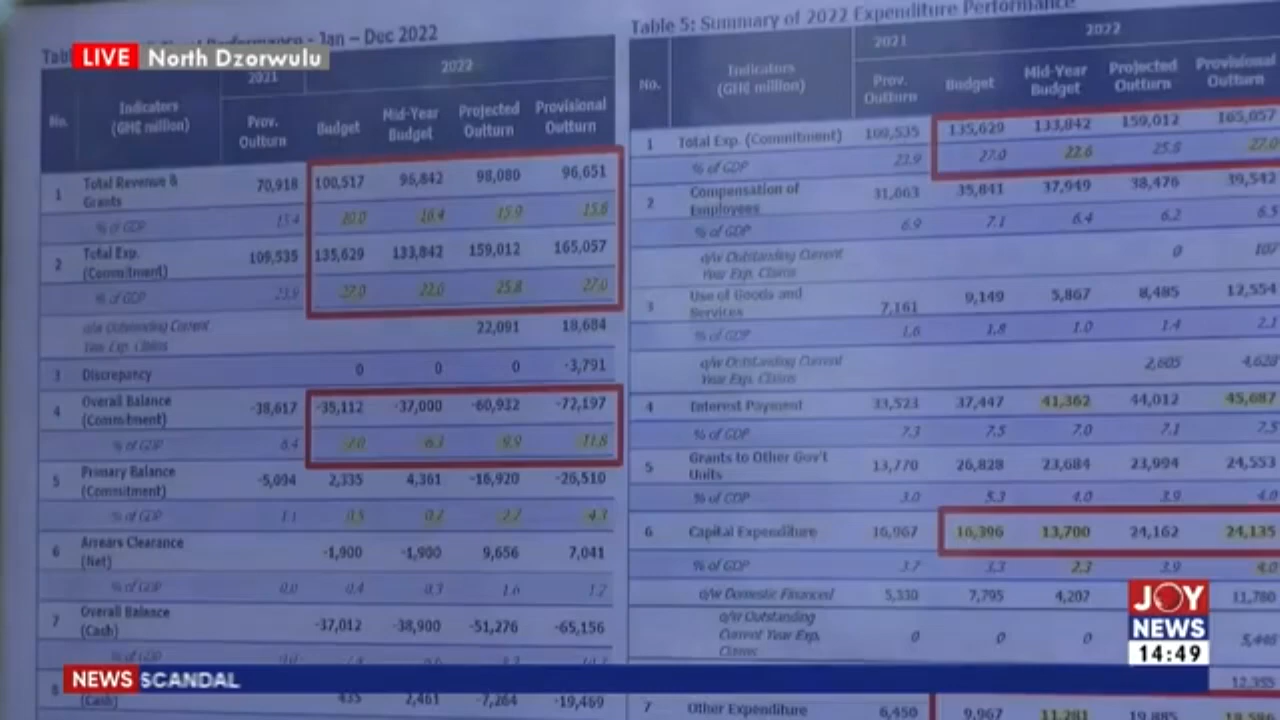 Table 5: Summary of 2022 Expenditure Performance
Jan – Dec 2022
LIVE North Dzorwulu
No. Indicators (GH¢ million) 2021 2022
Prov. Outturn Budget Mid-Year Budget Projected Outturn Provisional Outturn
1 Total Revenue & Grants 70,918 100,517 96,842 98,080 96,651
% of GDP 15.4 20.0 16.4 15.9 15.8
2 Total Exp. (Commitment) 109,535 135,629 133,842 159,012 165,057
% of GDP 23.9 27.0 22.6 25.8 27.0
o/w Outstanding Current Year Exp. Claims 22,091 18,684
3 Discrepancy 0 0 0 -3,791
4 Overall Balance (Commitment) -38,617 -35,112 -37,000 -60,932 -72,197
% of GDP 8.4 7.0 6.3 9.9 11.8
5 Primary Balance (Commitment) -5,094 2,335 4,361 -16,920 -26,510
% of GDP 1.1 0.5 0.7 2.7 4.3
6 Arrears Clearance (Net) -1,900 -1,900 9,656 7,041
% of GDP 0.0 0.4 0.3 1.6 1.2
7 Overall Balance (Cash) -37,012 -38,900 -51,276 -65,156
% of GDP
8 (Cash) 435 2,461 -7,264 -19,469
No. Indicators (GH¢ million) 2021 2022
Prov. Outturn Budget Mid-Year Budget Projected Outturn Provisional Outturn
1 Total Exp. (Commitment) 109,535 135,629 133,842 159,012 165,057
% of GDP 23.9 27.0 22.6 25.8 27.0
2 Compensation of Employees 31,663 35,841 37,949 38,476 39,542
% of GDP 6.9 7.1 6.4 6.2 6.5
o/w Outstanding Current Year Exp. Claims 0 107
3 Use of Goods and Services 7,161 9,149 5,867 8,485 12,554
% of GDP 1.6 1.8 1.0 1.4 2.1
o/w Outstanding Current Year Exp. Claims 2,605 4,628
4 Interest Payment 33,523 37,447 41,362 44,012 45,687
% of GDP 7.3 7.5 7.0 7.1 7.5
5 Grants to Other Gov't Units 13,770 26,828 23,684 23,994 24,553
% of GDP 3.0 5.3 4.0 3.9 4.0
6 Capital Expenditure 16,967 16,396 13,700 24,162 24,135
% of GDP 3.7 3.3 2.3 3.9 4.0
o/w Domestic Financed 5,330 7,795 4,207 11,780
o/w Outstanding Current Year Exp. Claims 0 0 0
12,355
7 Other Expenditure 6,450 9,967 11,281 19,885
JOY
NEWS
14:49
NEWS SCANDAL